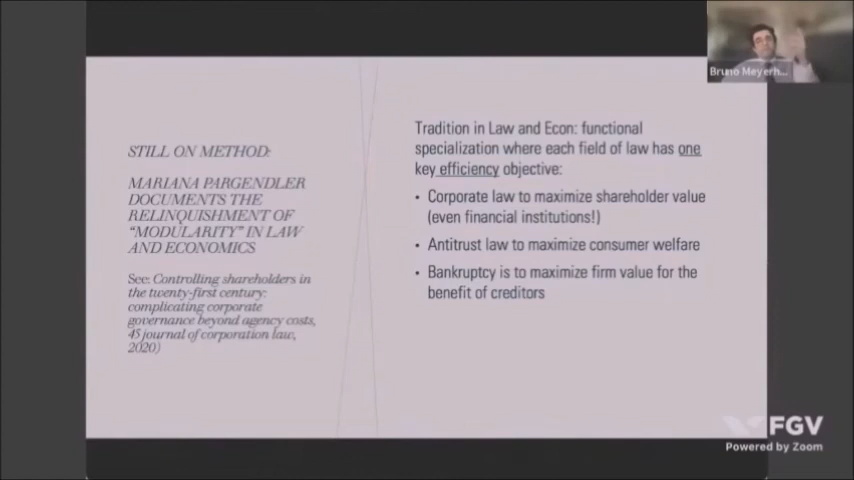 Bruno Meyerh...
STILL ON METHOD:
MARIANA PARGENDLER
DOCUMENTS THE
RELINQUISHMENT OF
“MODULARITY” IN LAW
AND ECONOMICS
See: Controlling shareholders in
the twenty-first century:
complicating corporate
governance beyond agency costs,
45 journal of corporation law,
2020)
Tradition in Law and Econ: functional
specialization where each field of law has one
key efficiency objective:
• Corporate law to maximize shareholder value
(even financial institutions!)
• Antitrust law to maximize consumer welfare
• Bankruptcy is to maximize firm value for the
benefit of creditors
FGV
Powered by Zoom